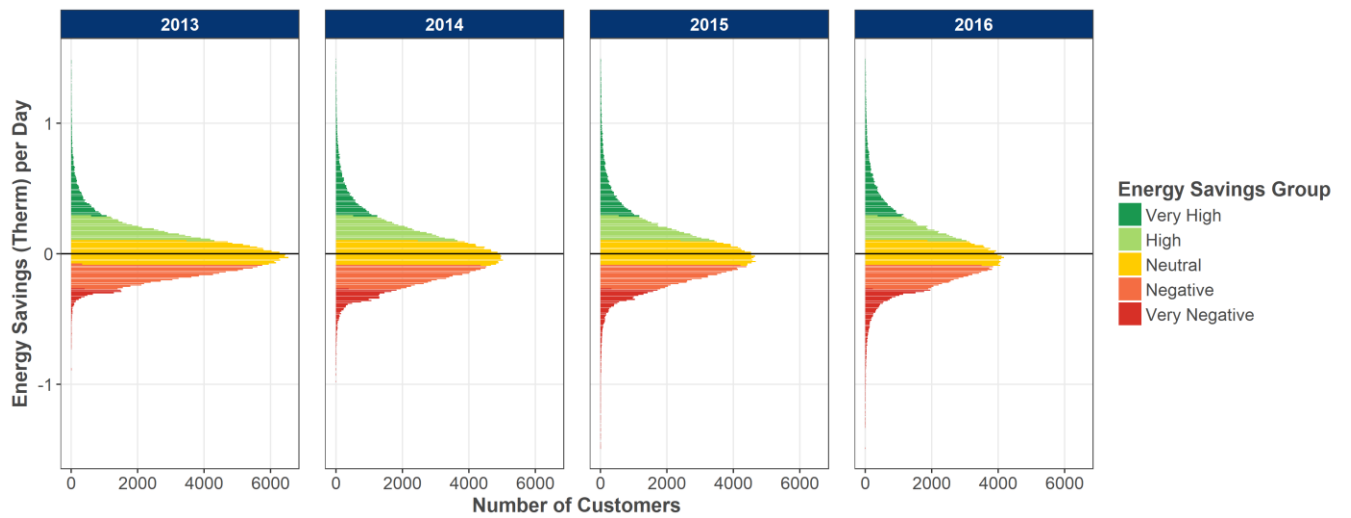 2013 2014 2015 2016
Energy Savings (Therm) per Day
1
0
-1
0 2000 4000 6000 0 2000 4000 6000 0 2000 4000 6000 0 2000 4000 6000
Number of Customers
Energy Savings Group
Very High
High
Neutral
Negative
Very Negative